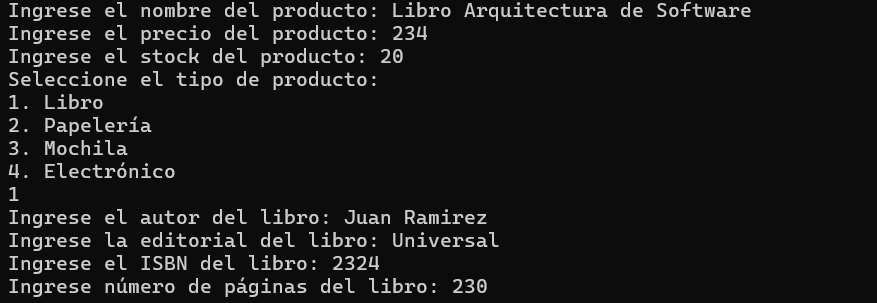 Ingrese el nombre del producto: Libro Arquitectura de Software
Ingrese el precio del producto: 234
Ingrese el stock del producto: 20
Seleccione el tipo de producto:
1. Libro
2. Papelería
3. Mochila
4. Electrónico
1
Ingrese el autor del libro: Juan Ramirez
Ingrese la editorial del libro: Universal
Ingrese el ISBN del libro: 2324
Ingrese número de páginas del libro: 230